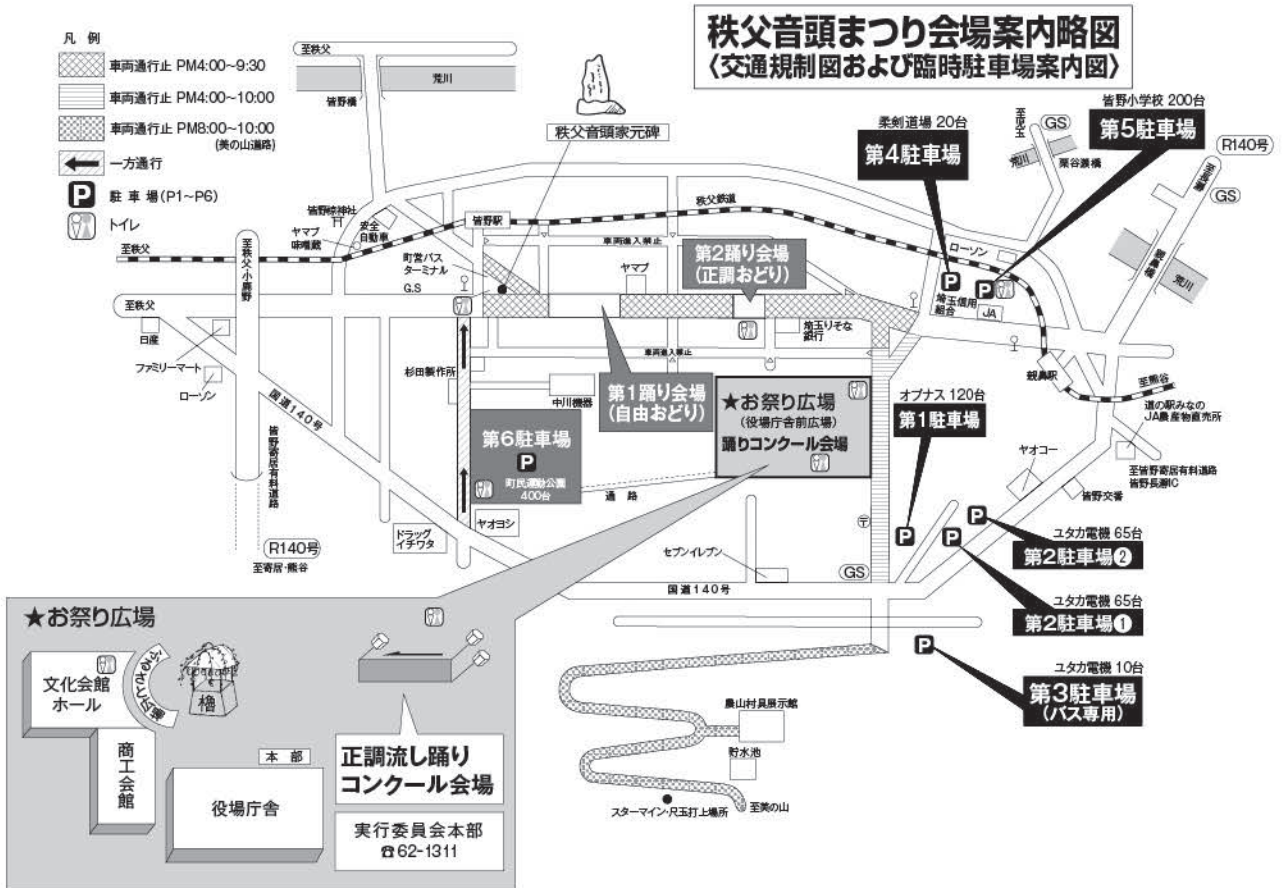 秩父音頭まつり会場案内略図
〈交通規制図および臨時駐車場案内図〉
凡例
車両通行止 PM4:00~9:30
車両通行止 PM4:00~10:00
車両通行止 PM8:00~10:00
(美の山道路)
一方通行
P 駐車場(P1~P6)
トイレ
至秩父
荒川
皆野橋
秩父音頭家元碑
柔剣道場 20台
第4駐車場
皆野小学校 200台
第5駐車場
至児玉
GS
荒川
栗谷瀬橋
R140号
至長瀞
GS
親鼻橋
荒川
皆野椋神社
ヤマブ
味噌蔵
安全
自動車
皆野駅
秩父鉄道
車両進入禁止
至秩父
至秩父・小鹿野
町営バス
ターミナル
G.S
ヤマブ
第2踊り会場
(正調おどり)
ローソン
P
P
埼玉信用
組合
JA
至秩父
日産
ファミリーマート
ローソン
埼玉りそな
銀行
車両進入禁止
杉田製作所
中川機器
第1踊り会場
(自由おどり)
★お祭り広場
(役場庁舎前広場)
踊りコンクール会場
オプナス 120台
第1駐車場
親鼻駅
至熊谷
道の駅みなの
JA農産物直売所
国道140号
皆野寄居有料道路
第6駐車場
P
町民運動公園
400台
通路
ヤオコー
皆野交番
至皆野寄居有料道路
皆野長瀞IC
ドラッグ
イチワタ
ヤオヨシ
R140号
至寄居・熊谷
セブンイレブン
〒
GS
国道140号
P
P
P
ユタカ電機 65台
第2駐車場❷
ユタカ電機 65台
第2駐車場❶
P
ユタカ電機 10台
第3駐車場
(バス専用)
農山村具展示館
貯水池
スターマイン・尺玉打上場所
至美の山
★お祭り広場
文化会館
ホール
櫓
商工会館
本部
役場庁舎
正調流し踊り
コンクール会場
実行委員会本部
☎62-1311